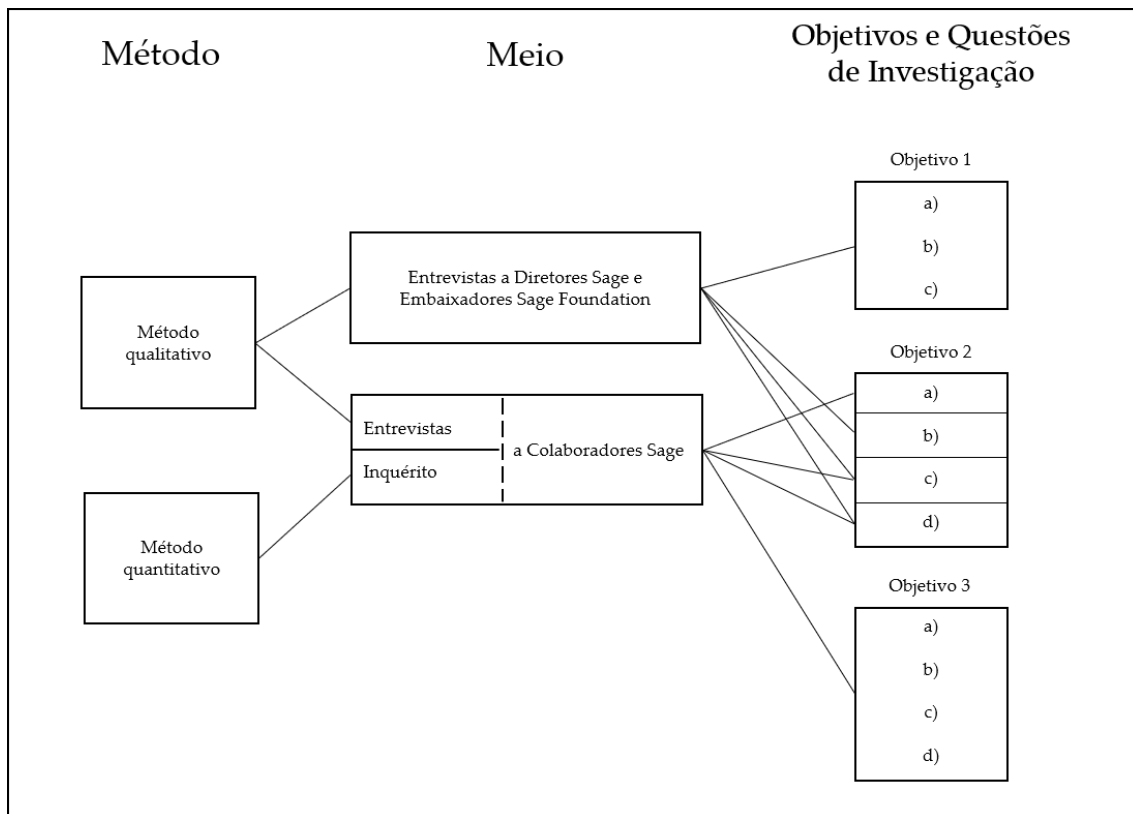 Método
Meio
Objetivos e Questões
de Investigação
Método
qualitativo
Método
quantitativo
Entrevistas a Diretores Sage e
Embaixadores Sage Foundation
Entrevistas
Inquérito
a Colaboradores Sage
Objetivo 1
a)
b)
c)
Objetivo 2
a)
b)
c)
d)
Objetivo 3
a)
b)
c)
d)